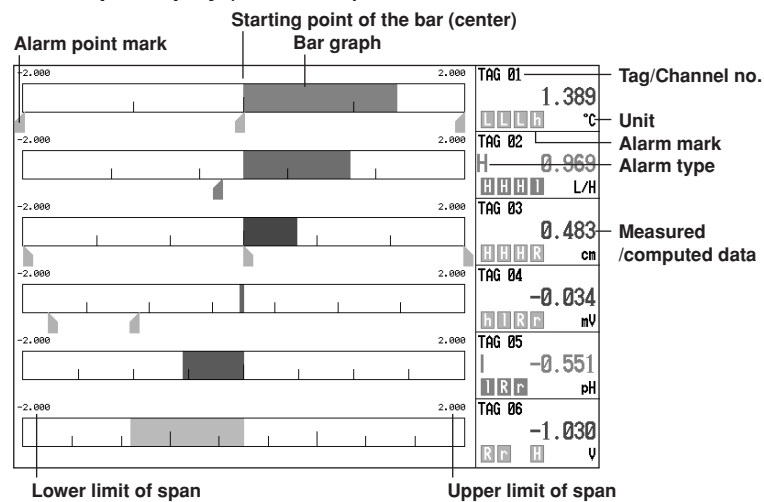 Starting point of the bar (center)
Alarm point mark
Bar graph
-2.000 2.000 TAG 01
Tag/Channel no.
1.389
L L L h °C
Unit
-2.000 2.000 TAG 02
Alarm mark
H 0.969
Alarm type
H H H l L/H
-2.000 2.000 TAG 03
0.483
Measured
/computed data
H H H R cm
-2.000 2.000 TAG 04
-0.034
h l R r mV
-2.000 2.000 TAG 05
l -0.551
l R r pH
-2.000 2.000 TAG 06
-1.030
R r H V
Lower limit of span
Upper limit of span